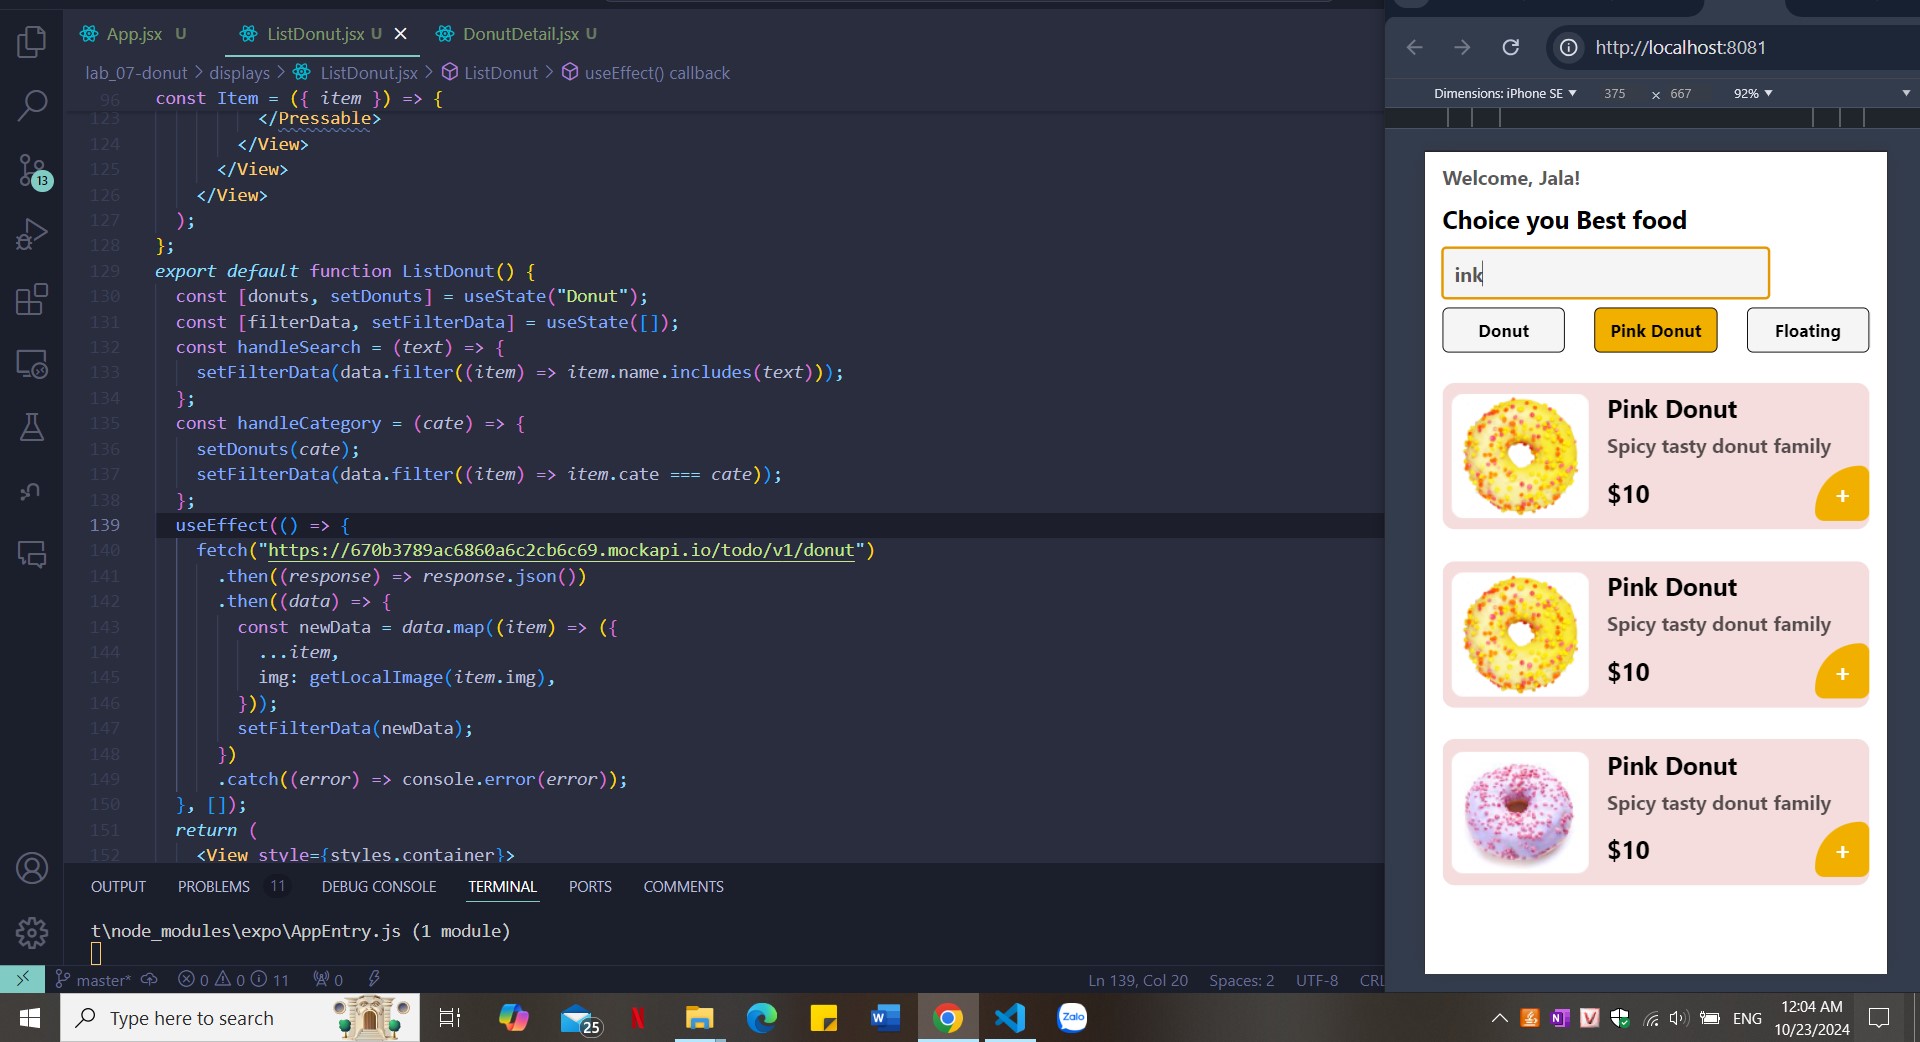 App.jsx U
ListDonut.jsx U
DonutDetail.jsx U
lab_07-donut > displays > ListDonut.jsx > ListDonut > useEffect() callback
96 const Item = ({ item }) => {
123 </Pressable>
124 </View>
125 </View>
126 </View>
127 );
128 };
129 export default function ListDonut() {
130 const [donuts, setDonuts] = useState("Donut");
131 const [filterData, setFilterData] = useState([]);
132 const handleSearch = (text) => {
133 setFilterData(data.filter((item) => item.name.includes(text)));
134 };
135 const handleCategory = (cate) => {
136 setDonuts(cate);
137 setFilterData(data.filter((item) => item.cate === cate));
138 };
139 useEffect(() => {
140 fetch("https://670b3789ac6860a6c2cb6c69.mockapi.io/todo/v1/donut")
141 .then((response) => response.json())
142 .then((data) => {
143 const newData = data.map((item) => ({
144 ...item,
145 img: getLocalImage(item.img),
146 }));
147 setFilterData(newData);
148 })
149 .catch((error) => console.error(error));
150 }, []);
151 return (
152 <View style={styles.container}>
13
OUTPUT PROBLEMS 11 DEBUG CONSOLE TERMINAL PORTS COMMENTS
t\node_modules\expo\AppEntry.js (1 module)
master* 0 0 11 0 Ln 139, Col 20 Spaces: 2 UTF-8 CRL
http://localhost:8081
Dimensions: iPhone SE 375 × 667 92%
Welcome, Jala!
Choice you Best food
ink
Donut Pink Donut Floating
Pink Donut
Spicy tasty donut family
$10
+
Pink Donut
Spicy tasty donut family
$10
+
Pink Donut
Spicy tasty donut family
$10
+
Type here to search
25
Zalo
ENG
12:04 AM
10/23/2024